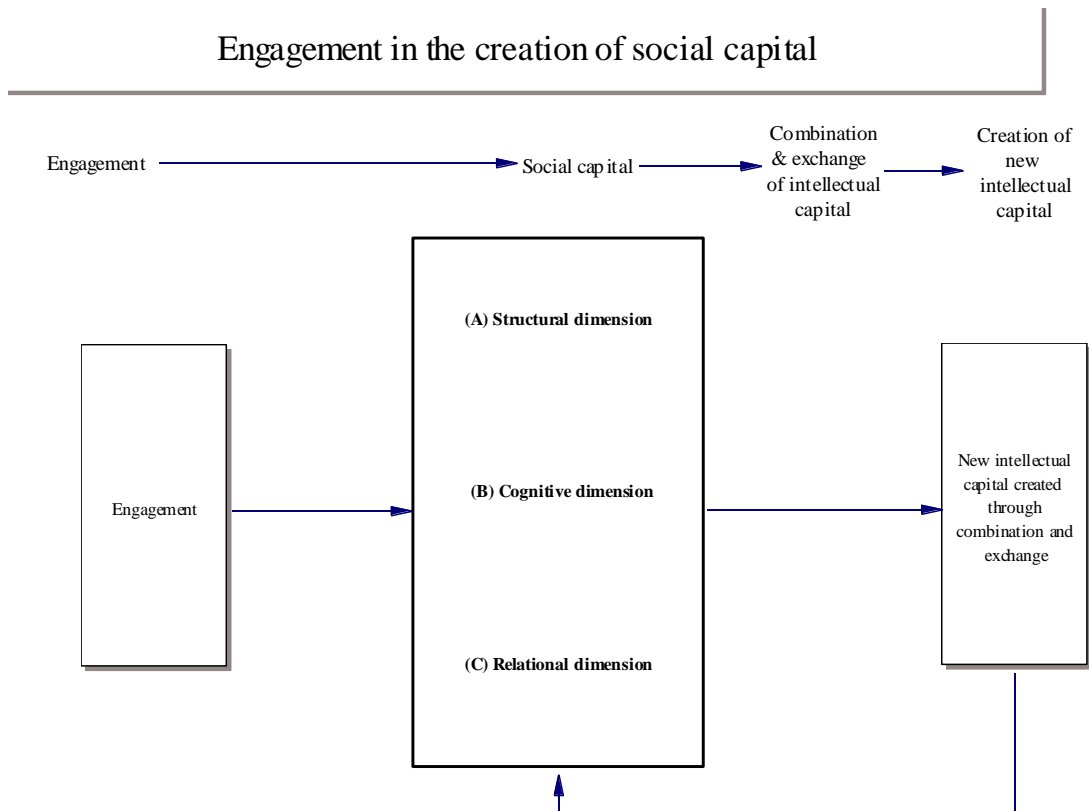 Engagement in the creation of social capital
Engagement
Social capital
Combination
& exchange
of intellectual
capital
Creation of
new
intellectual
capital
(A) Structural dimension
(B) Cognitive dimension
(C) Relational dimension
Engagement
New intellectual
capital created
through
combination and
exchange